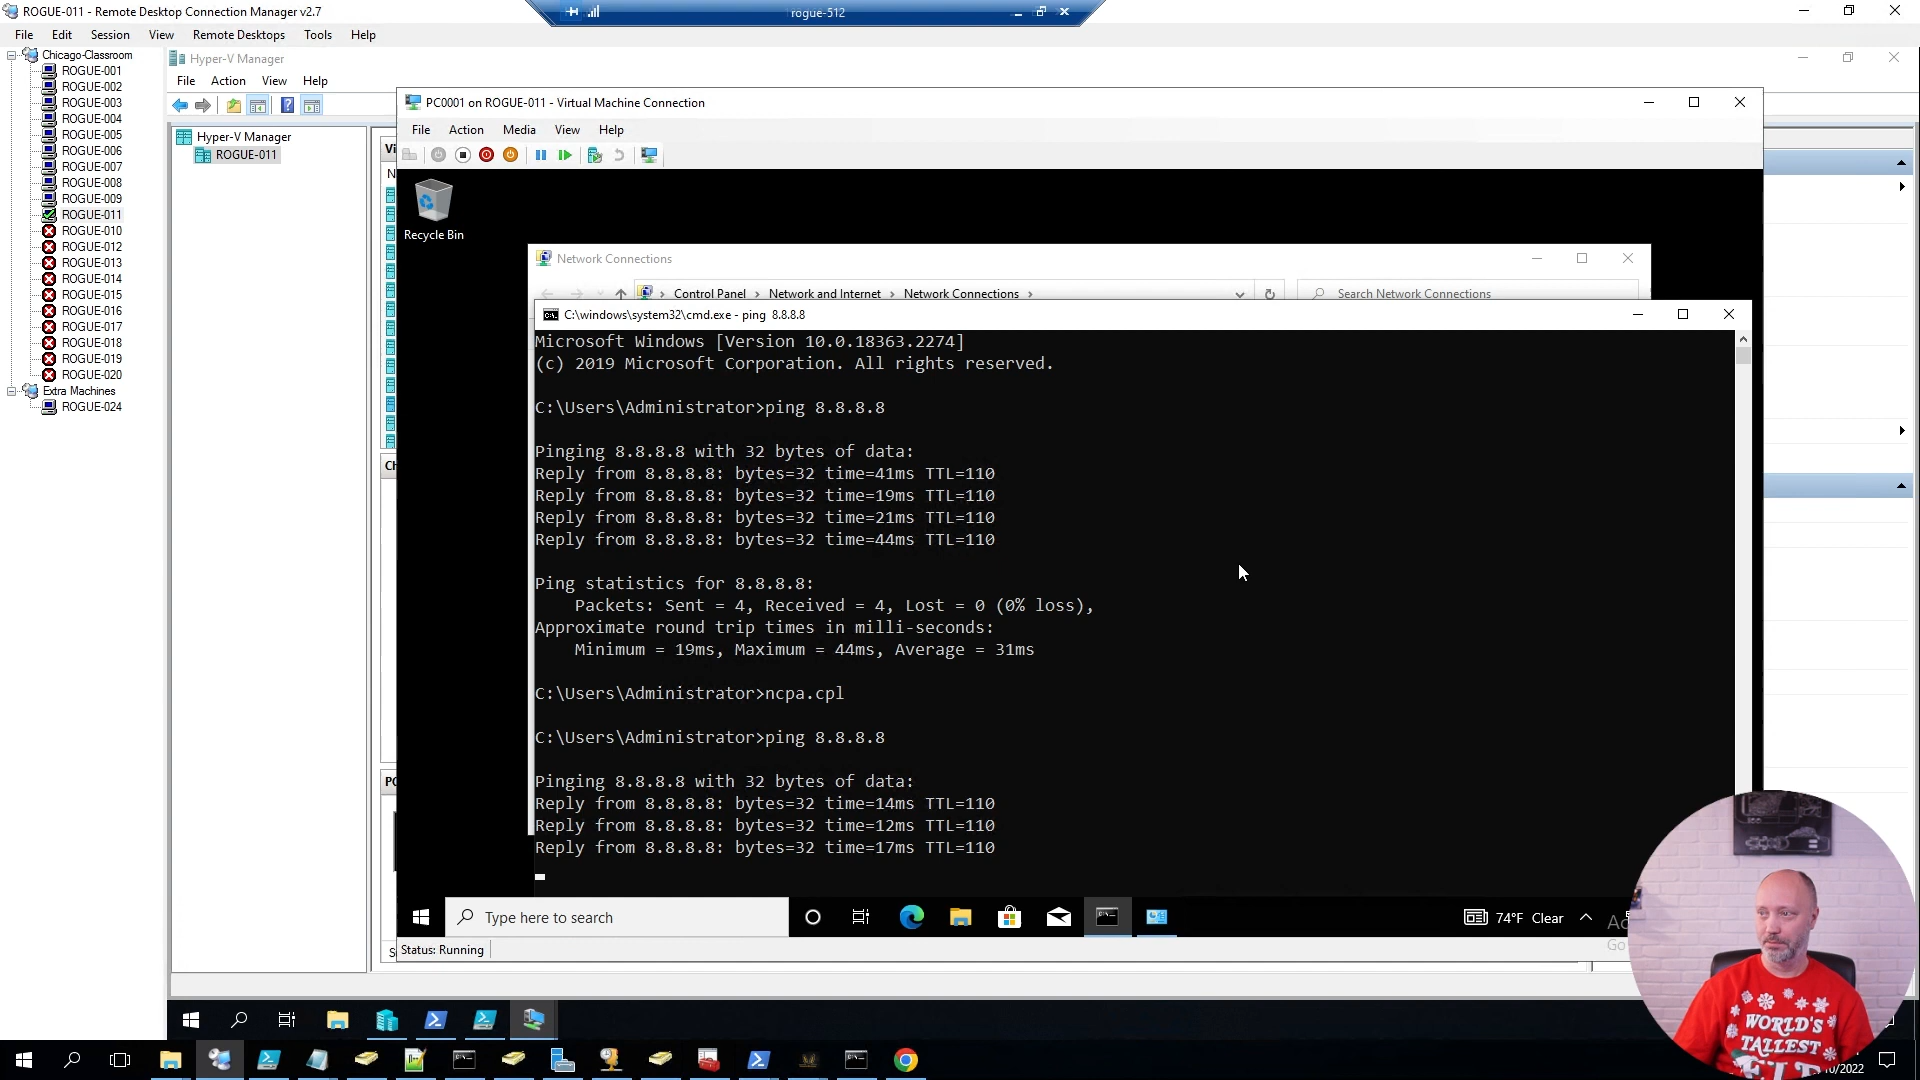 ROGUE-011 - Remote Desktop Connection Manager v2.7
rogue-512
File Edit Session View Remote Desktops Tools Help
Chicago-Classroom
ROGUE-001
ROGUE-002
ROGUE-003
ROGUE-004
ROGUE-005
ROGUE-006
ROGUE-007
ROGUE-008
ROGUE-009
ROGUE-011
ROGUE-010
ROGUE-012
ROGUE-013
ROGUE-014
ROGUE-015
ROGUE-016
ROGUE-017
ROGUE-018
ROGUE-019
ROGUE-020
Extra Machines
ROGUE-024
Hyper-V Manager
File Action View Help
Hyper-V Manager
ROGUE-011
PC0001 on ROGUE-011 - Virtual Machine Connection
File Action Media View Help
Recycle Bin
Network Connections
Control Panel > Network and Internet > Network Connections >
Search Network Connections
C:\windows\system32\cmd.exe - ping 8.8.8.8
Microsoft Windows [Version 10.0.18363.2274]
(c) 2019 Microsoft Corporation. All rights reserved.
C:\Users\Administrator>ping 8.8.8.8
Pinging 8.8.8.8 with 32 bytes of data:
Reply from 8.8.8.8: bytes=32 time=41ms TTL=110
Reply from 8.8.8.8: bytes=32 time=19ms TTL=110
Reply from 8.8.8.8: bytes=32 time=21ms TTL=110
Reply from 8.8.8.8: bytes=32 time=44ms TTL=110
Ping statistics for 8.8.8.8:
Packets: Sent = 4, Received = 4, Lost = 0 (0% loss),
Approximate round trip times in milli-seconds:
Minimum = 19ms, Maximum = 44ms, Average = 31ms
C:\Users\Administrator>ncpa.cpl
C:\Users\Administrator>ping 8.8.8.8
Pinging 8.8.8.8 with 32 bytes of data:
Reply from 8.8.8.8: bytes=32 time=14ms TTL=110
Reply from 8.8.8.8: bytes=32 time=12ms TTL=110
Reply from 8.8.8.8: bytes=32 time=17ms TTL=110
Type here to search
74°F Clear
Status: Running
WORLD'S
TALLEST
ELF